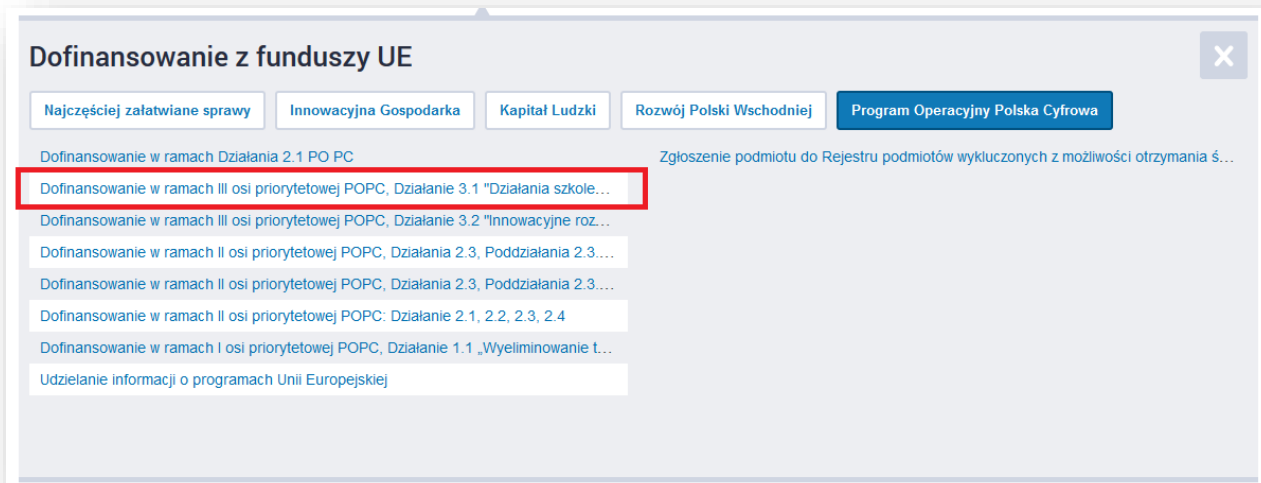 Dofinansowanie z funduszy UE
Najczęściej załatwiane sprawy
Innowacyjna Gospodarka
Kapitał Ludzki
Rozwój Polski Wschodniej
Program Operacyjny Polska Cyfrowa
Dofinansowanie w ramach Działania 2.1 PO PC
Dofinansowanie w ramach III osi priorytetowej POPC, Działanie 3.1 "Działania szkole...
Dofinansowanie w ramach III osi priorytetowej POPC, Działanie 3.2 "Innowacyjne roz...
Dofinansowanie w ramach II osi priorytetowej POPC, Działania 2.3, Poddziałania 2.3....
Dofinansowanie w ramach II osi priorytetowej POPC, Działania 2.3, Poddziałania 2.3....
Dofinansowanie w ramach II osi priorytetowej POPC: Działanie 2.1, 2.2, 2.3, 2.4
Dofinansowanie w ramach I osi priorytetowej POPC, Działanie 1.1 „Wyeliminowanie t...
Udzielanie informacji o programach Unii Europejskiej
Zgłoszenie podmiotu do Rejestru podmiotów wykluczonych z możliwości otrzymania ś...